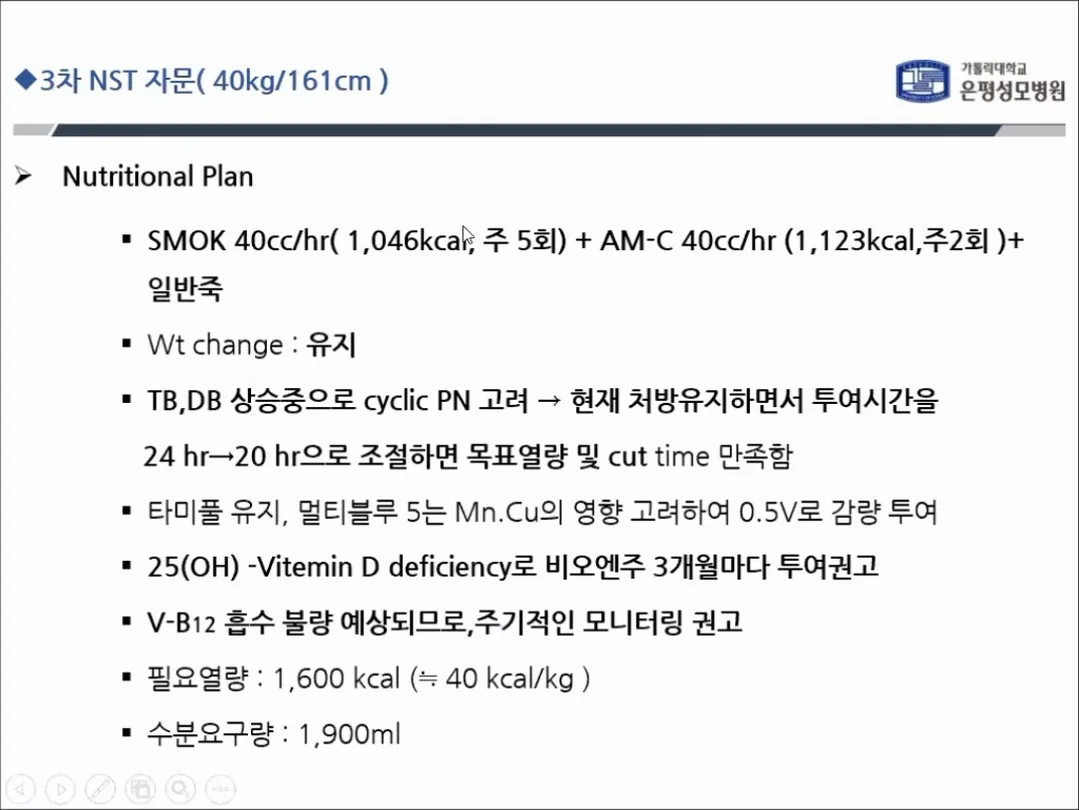 ◆3차 NST 자문( 40kg/161cm )
가톨릭대학교
은평성모병원
➢ Nutritional Plan
▪ SMOK 40cc/hr( 1,046kcal, 주 5회) + AM-C 40cc/hr (1,123kcal,주2회 )+
일반죽
▪ Wt change : 유지
▪ TB,DB 상승중으로 cyclic PN 고려 → 현재 처방유지하면서 투여시간을
24 hr→20 hr으로 조절하면 목표열량 및 cut time 만족함
▪ 타미풀 유지, 멀티블루 5는 Mn.Cu의 영향 고려하여 0.5V로 감량 투여
▪ 25(OH) -Vitemin D deficiency로 비오엔주 3개월마다 투여권고
▪ V-B12 흡수 불량 예상되므로,주기적인 모니터링 권고
▪ 필요열량 : 1,600 kcal (≒ 40 kcal/kg )
▪ 수분요구량 : 1,900ml